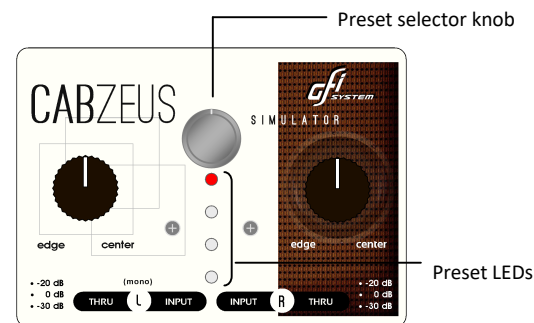 Preset selector knob
CABZEUS
gfi
SYSTEM
SIMULATOR
edge
center
edge
center
Preset LEDs
• -20 dB
• 0 dB
• -30 dB
(mono)
THRU L INPUT
INPUT R THRU
• -20 dB
• 0 dB
• -30 dB